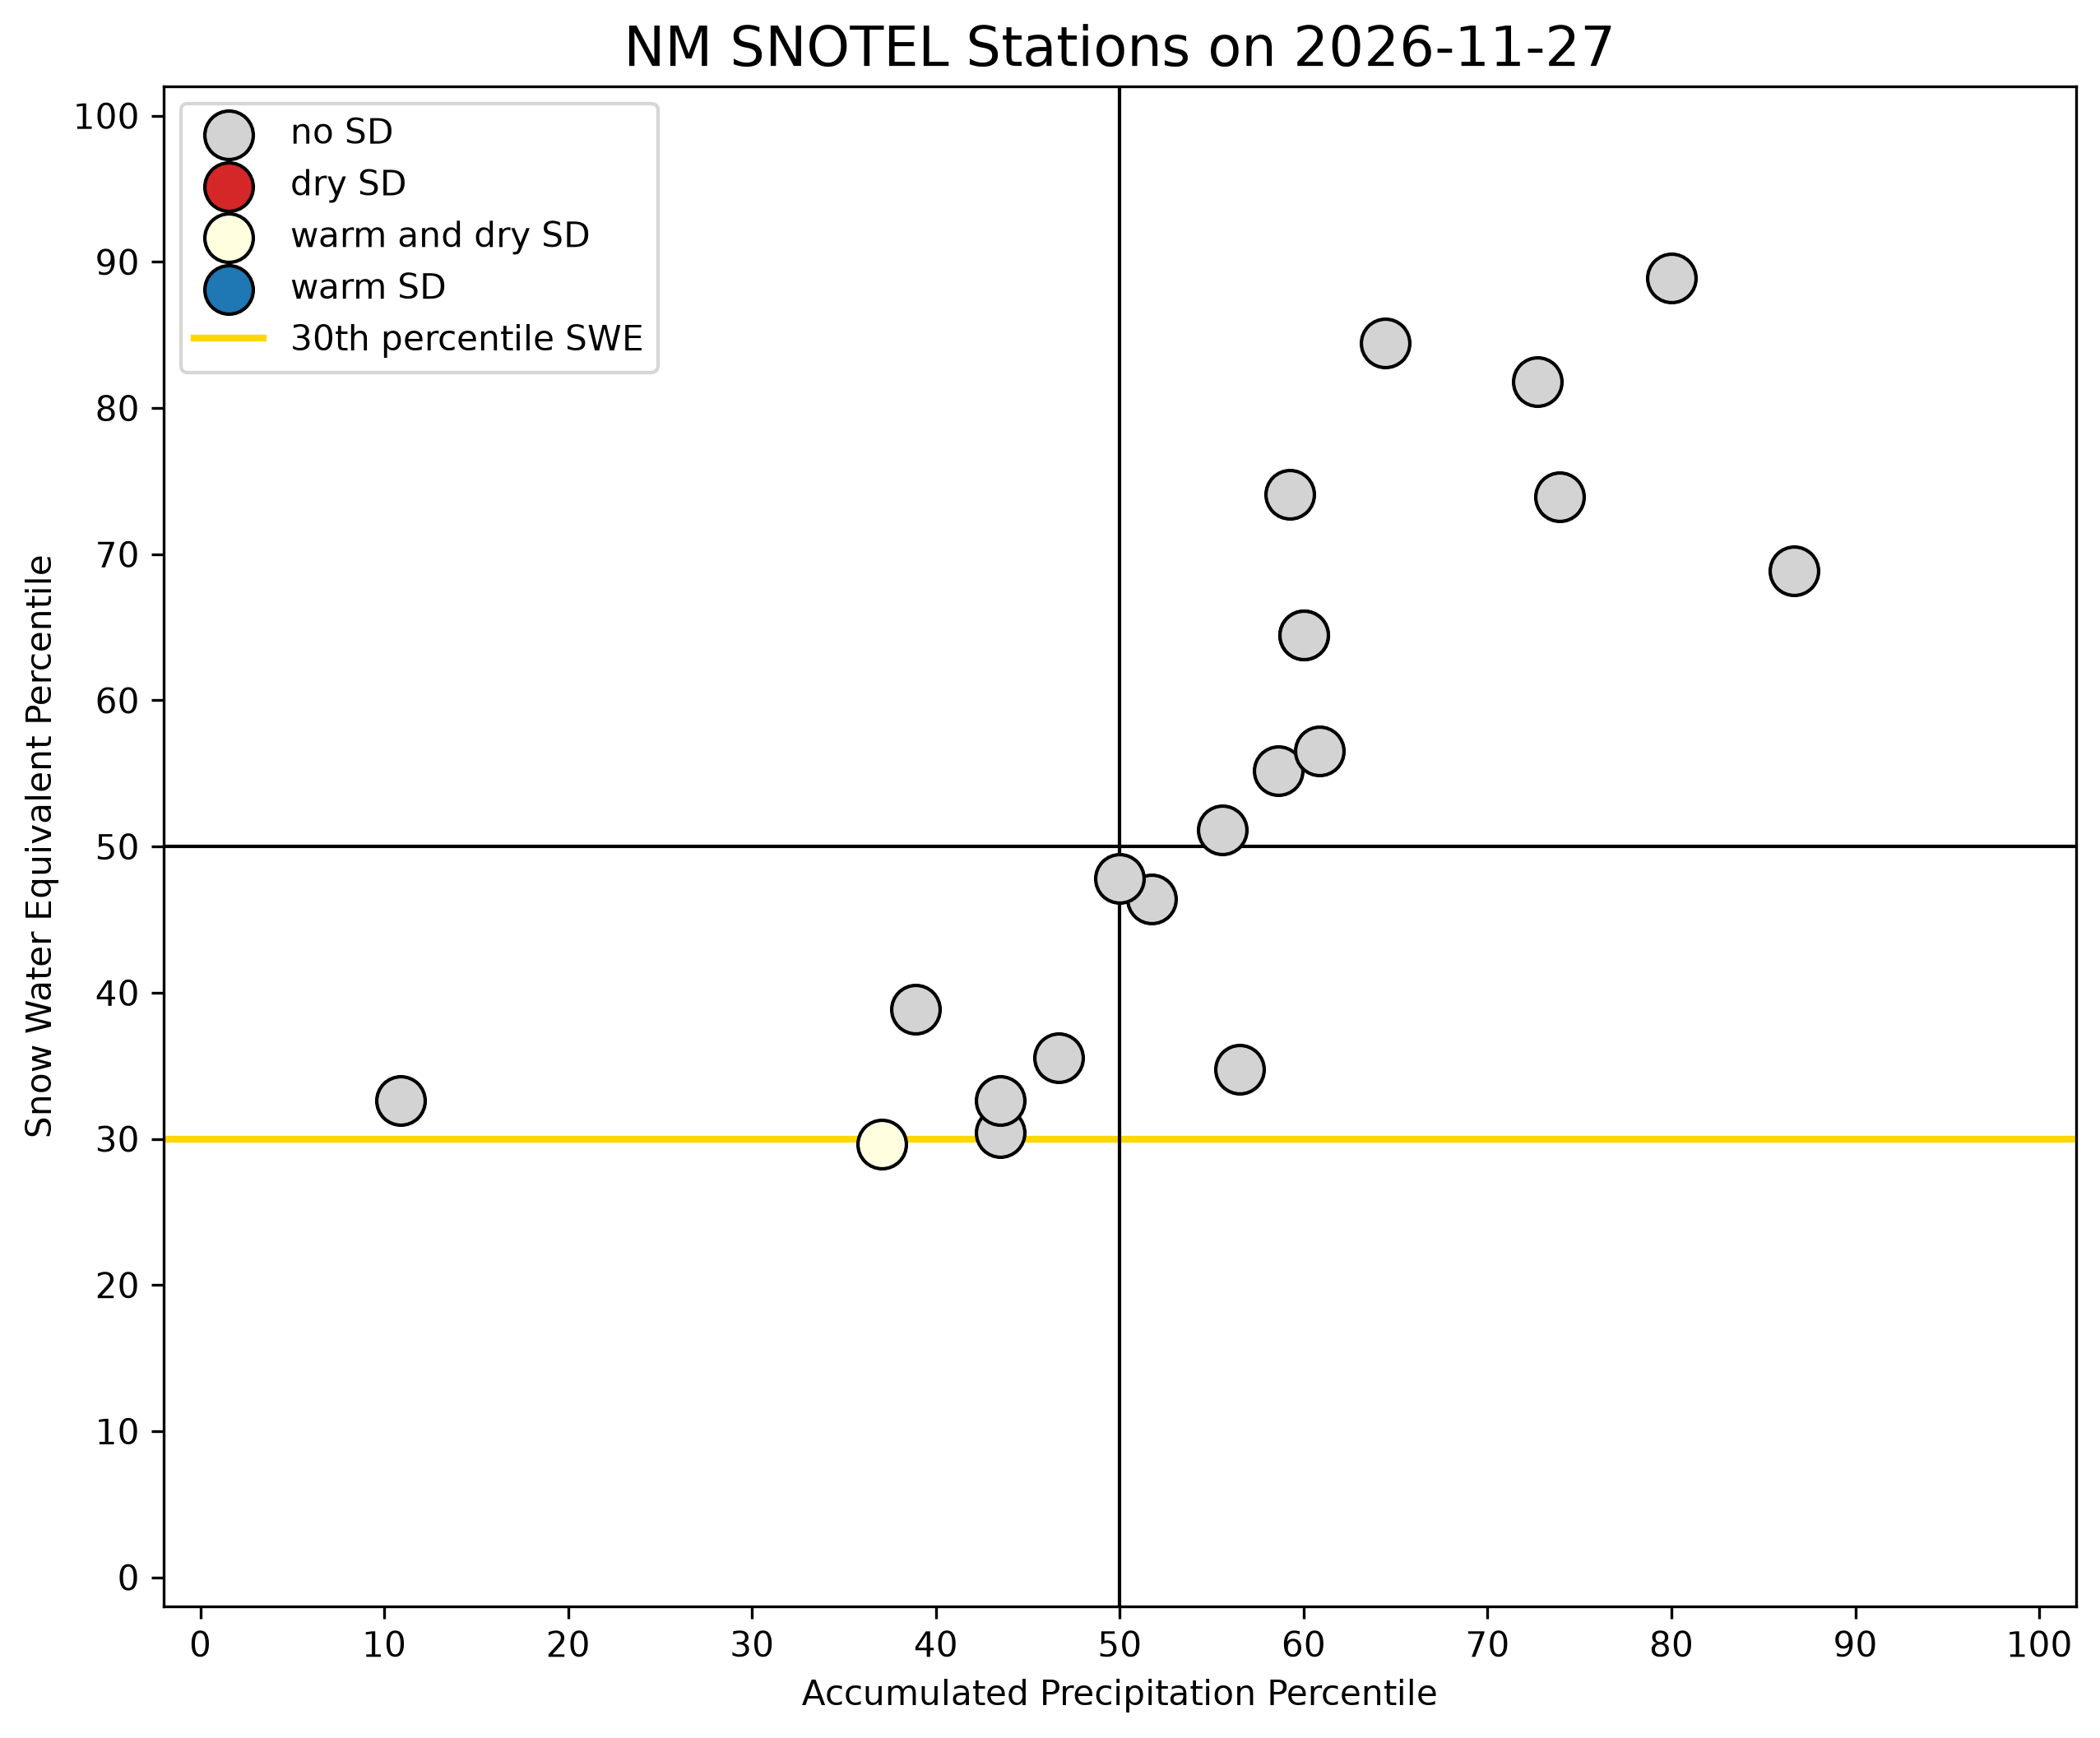 NM SNOTEL Stations on 2026-11-27
no SD
dry SD
warm and dry SD
warm SD
30th percentile SWE
100
90
80
70
60
50
40
30
20
10
0
Snow Water Equivalent Percentile
0 10 20 30 40 50 60 70 80 90 100
Accumulated Precipitation Percentile